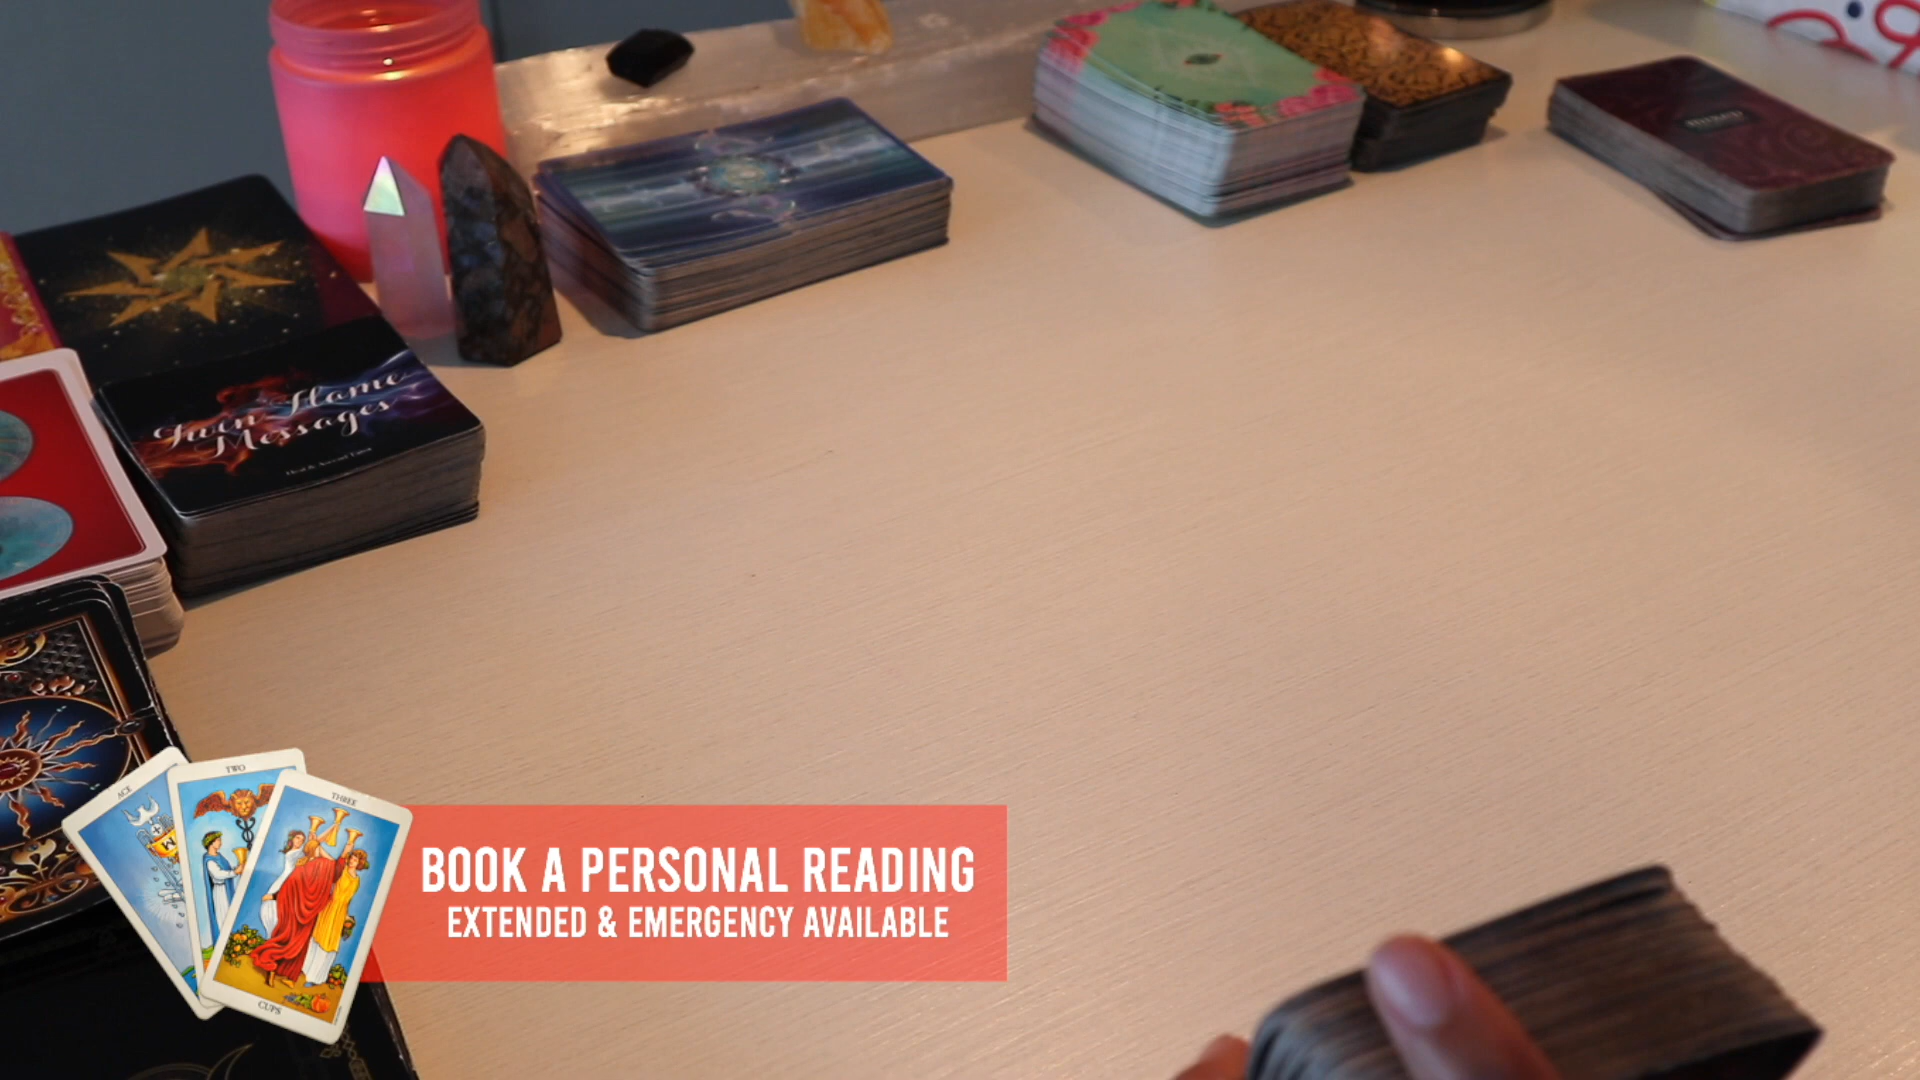 Twin Flame
Messages
ACE
TWO
THREE
CUPS
BOOK A PERSONAL READING
EXTENDED & EMERGENCY AVAILABLE